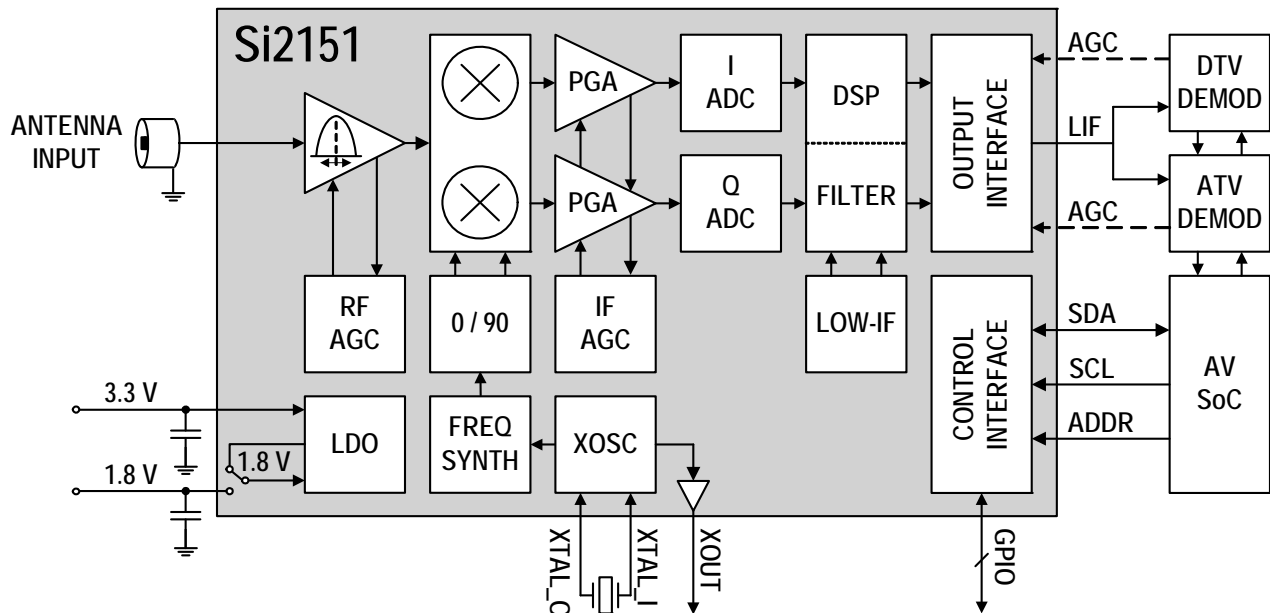 Si2151
ANTENNA
INPUT
PGA
PGA
I
ADC
Q
ADC
DSP
FILTER
OUTPUT
INTERFACE
AGC
LIF
AGC
DTV
DEMOD
ATV
DEMOD
RF
AGC
0 / 90
IF
AGC
LOW-IF
CONTROL
INTERFACE
SDA
SCL
ADDR
AV
SoC
3.3 V
1.8 V
1.8 V
LDO
FREQ
SYNTH
XOSC
XTAL_O
XTAL_I
XOUT
GPIO